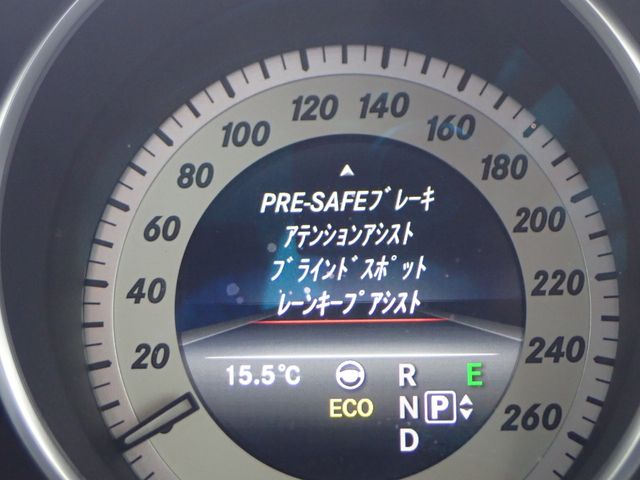 120 140
100 160
80 180
60 200
40 220
20 240
260
PRE-SAFEブレーキ
アテンションアシスト
ブラインドスポット
レーンキープアシスト
15.5℃ R E
ECO N P
D